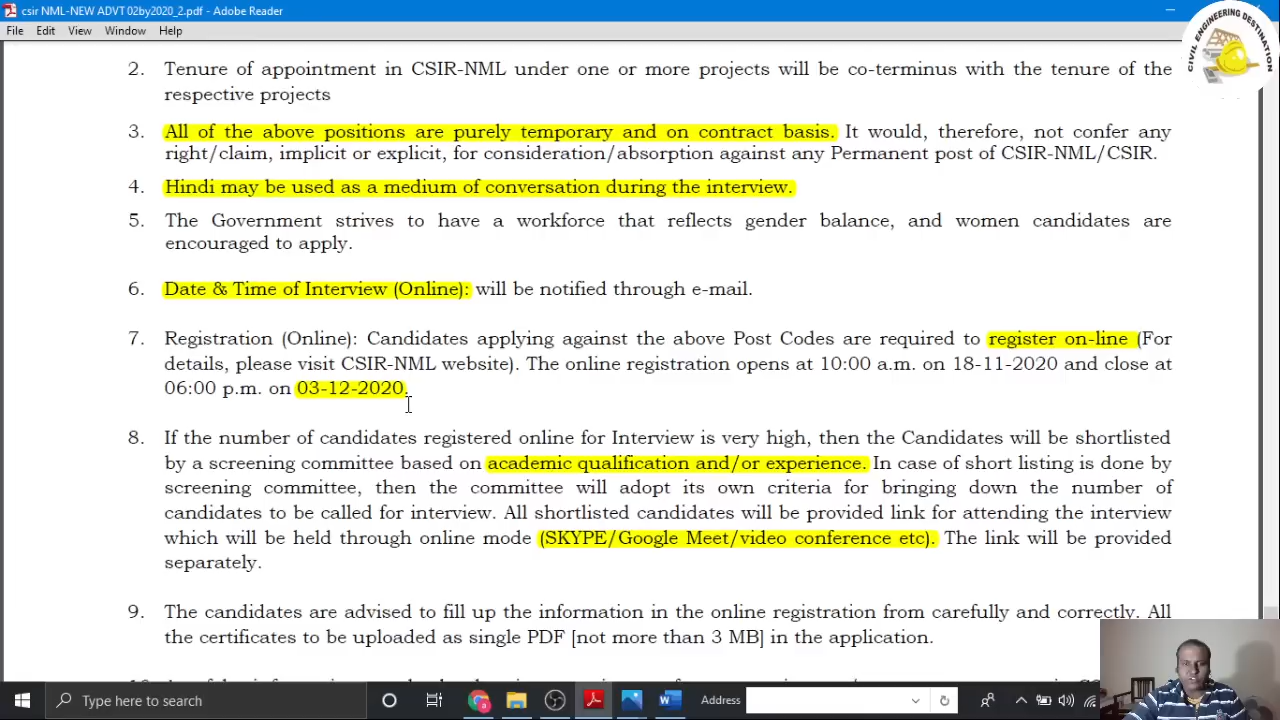 csir NML-NEW ADVT 02by2020_2.pdf - Adobe Reader
File Edit View Window Help
CIVIL ENGINEERING DESTINATION
2. Tenure of appointment in CSIR-NML under one or more projects will be co-terminus with the tenure of the
respective projects
3. All of the above positions are purely temporary and on contract basis. It would, therefore, not confer any
right/claim, implicit or explicit, for consideration/absorption against any Permanent post of CSIR-NML/CSIR.
4. Hindi may be used as a medium of conversation during the interview.
5. The Government strives to have a workforce that reflects gender balance, and women candidates are
encouraged to apply.
6. Date & Time of Interview (Online): will be notified through e-mail.
7. Registration (Online): Candidates applying against the above Post Codes are required to register on-line (For
details, please visit CSIR-NML website). The online registration opens at 10:00 a.m. on 18-11-2020 and close at
06:00 p.m. on 03-12-2020.
8. If the number of candidates registered online for Interview is very high, then the Candidates will be shortlisted
by a screening committee based on academic qualification and/or experience. In case of short listing is done by
screening committee, then the committee will adopt its own criteria for bringing down the number of
candidates to be called for interview. All shortlisted candidates will be provided link for attending the interview
which will be held through online mode (SKYPE/Google Meet/video conference etc). The link will be provided
separately.
9. The candidates are advised to fill up the information in the online registration from carefully and correctly. All
the certificates to be uploaded as single PDF [not more than 3 MB] in the application.
Type here to search
Address